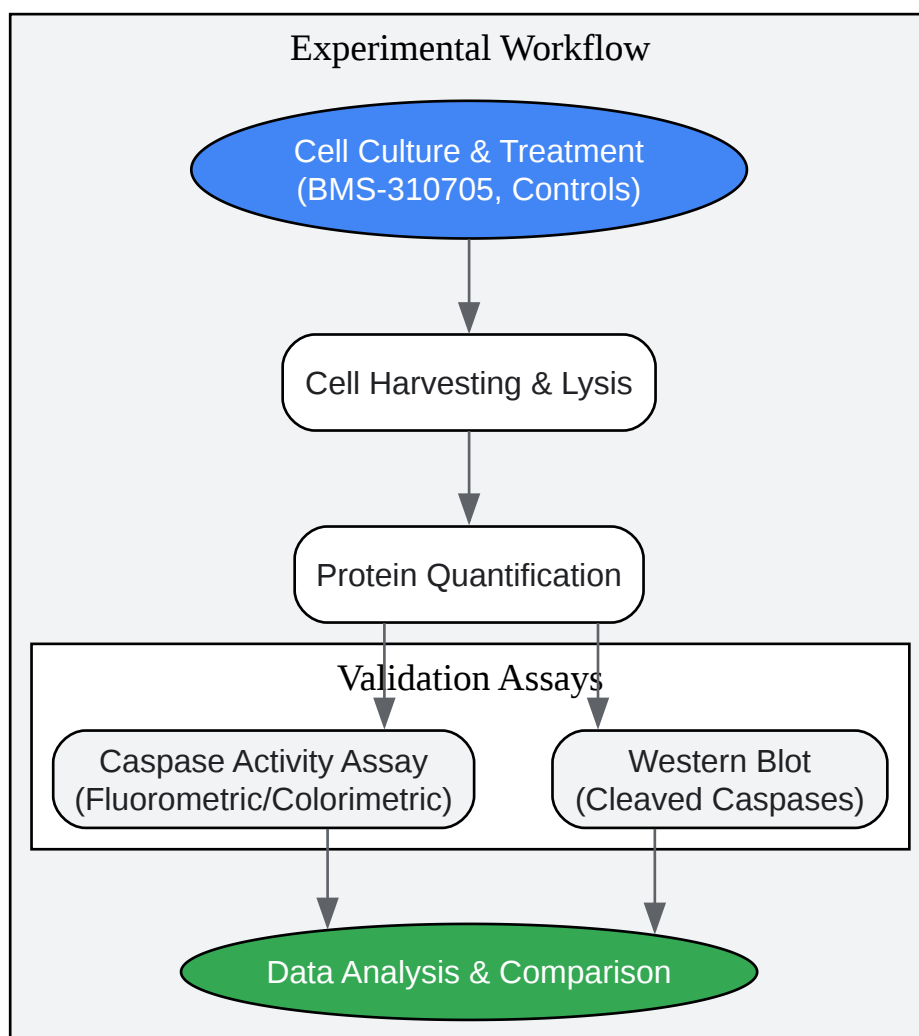 Experimental Workflow
Cell Culture & Treatment
(BMS-310705, Controls)
Cell Harvesting & Lysis
Protein Quantification
Validation Assays
Caspase Activity Assay
(Fluorometric/Colorimetric)
Western Blot
(Cleaved Caspases)
Data Analysis & Comparison